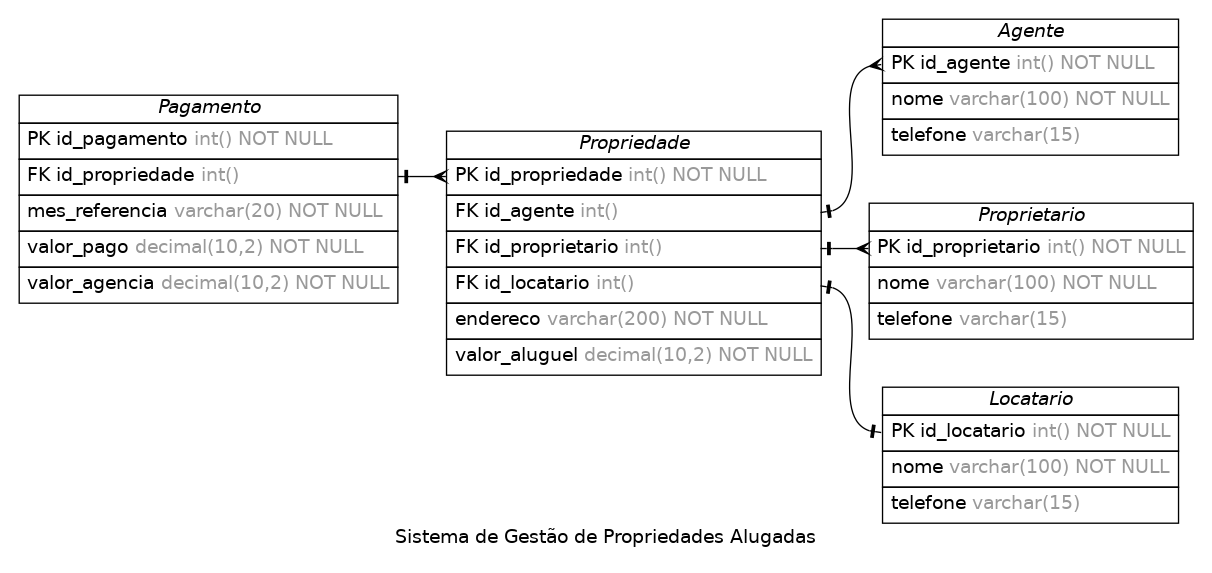 Pagamento
PK id_pagamento int() NOT NULL
FK id_propriedade int()
mes_referencia varchar(20) NOT NULL
valor_pago decimal(10,2) NOT NULL
valor_agencia decimal(10,2) NOT NULL
Propriedade
PK id_propriedade int() NOT NULL
FK id_agente int()
FK id_proprietario int()
FK id_locatario int()
endereco varchar(200) NOT NULL
valor_aluguel decimal(10,2) NOT NULL
Agente
PK id_agente int() NOT NULL
nome varchar(100) NOT NULL
telefone varchar(15)
Proprietario
PK id_proprietario int() NOT NULL
nome varchar(100) NOT NULL
telefone varchar(15)
Locatario
PK id_locatario int() NOT NULL
nome varchar(100) NOT NULL
telefone varchar(15)
Sistema de Gestão de Propriedades Alugadas